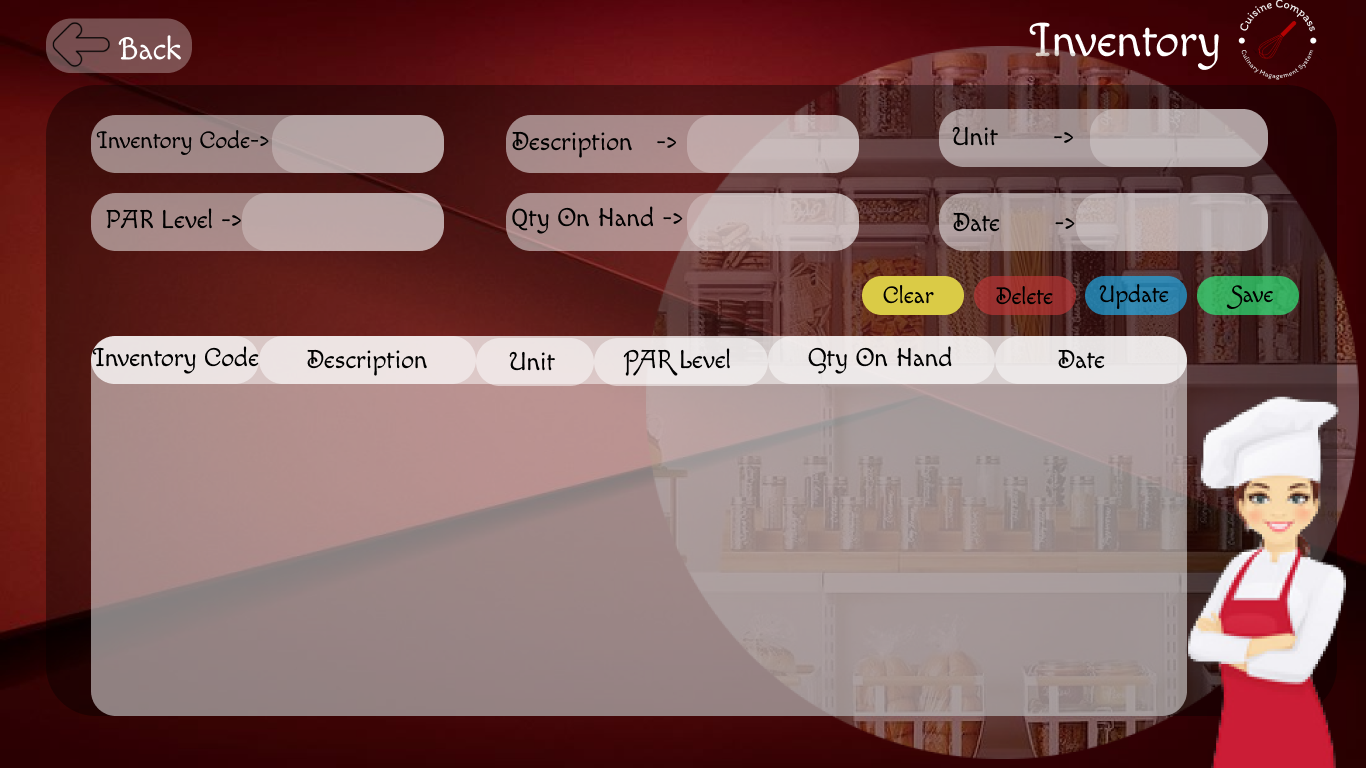 Back
Inventory
Cuisine Compass
Culinary Magagement System
Inventory Code->
Description ->
Unit ->
PAR Level ->
Qty On Hand ->
Date ->
Clear
Delete
Update
Save
Inventory Code
Description
Unit
PAR Level
Qty On Hand
Date